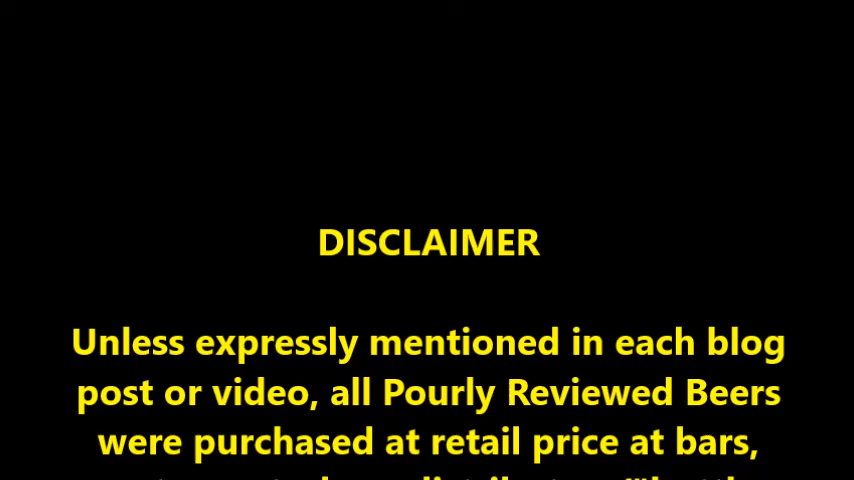 DISCLAIMER
Unless expressly mentioned in each blog
post or video, all Pourly Reviewed Beers
were purchased at retail price at bars,